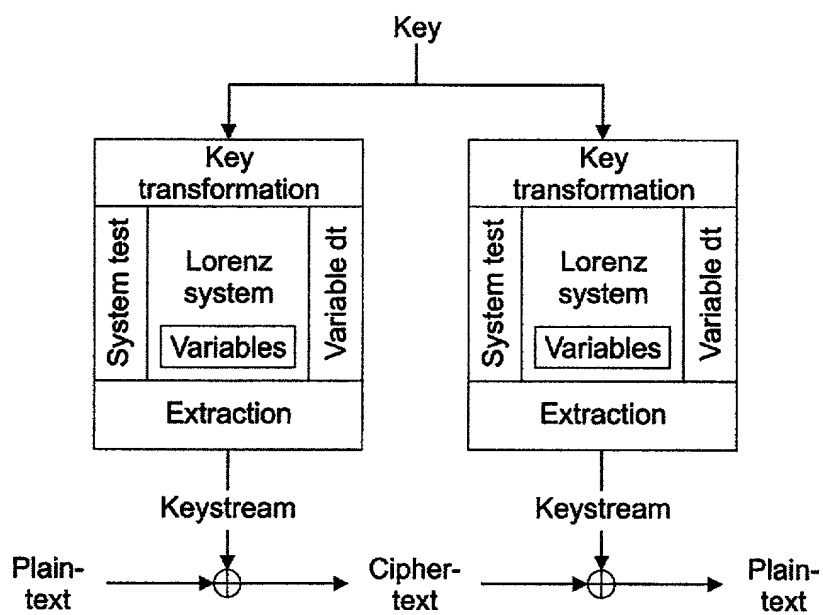 Key
Key
transformation
System test
Lorenz
system
Variables
Variable dt
Extraction
Keystream
Key
transformation
System test
Lorenz
system
Variables
Variable dt
Extraction
Keystream
Plain-
text
Cipher-
text
Plain-
text